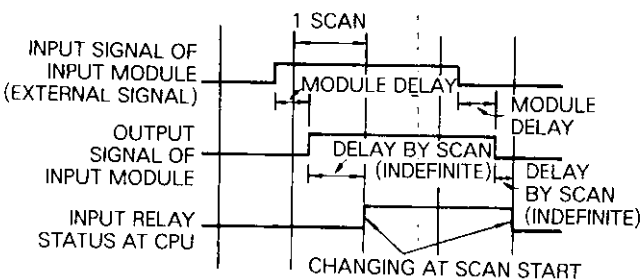 1 SCAN
INPUT SIGNAL OF
INPUT MODULE
(EXTERNAL SIGNAL)
MODULE DELAY
MODULE
DELAY
OUTPUT
SIGNAL OF
INPUT MODULE
DELAY BY SCAN
(INDEFINITE)
DELAY
BY SCAN
(INDEFINITE)
INPUT RELAY
STATUS AT CPU
CHANGING AT SCAN START